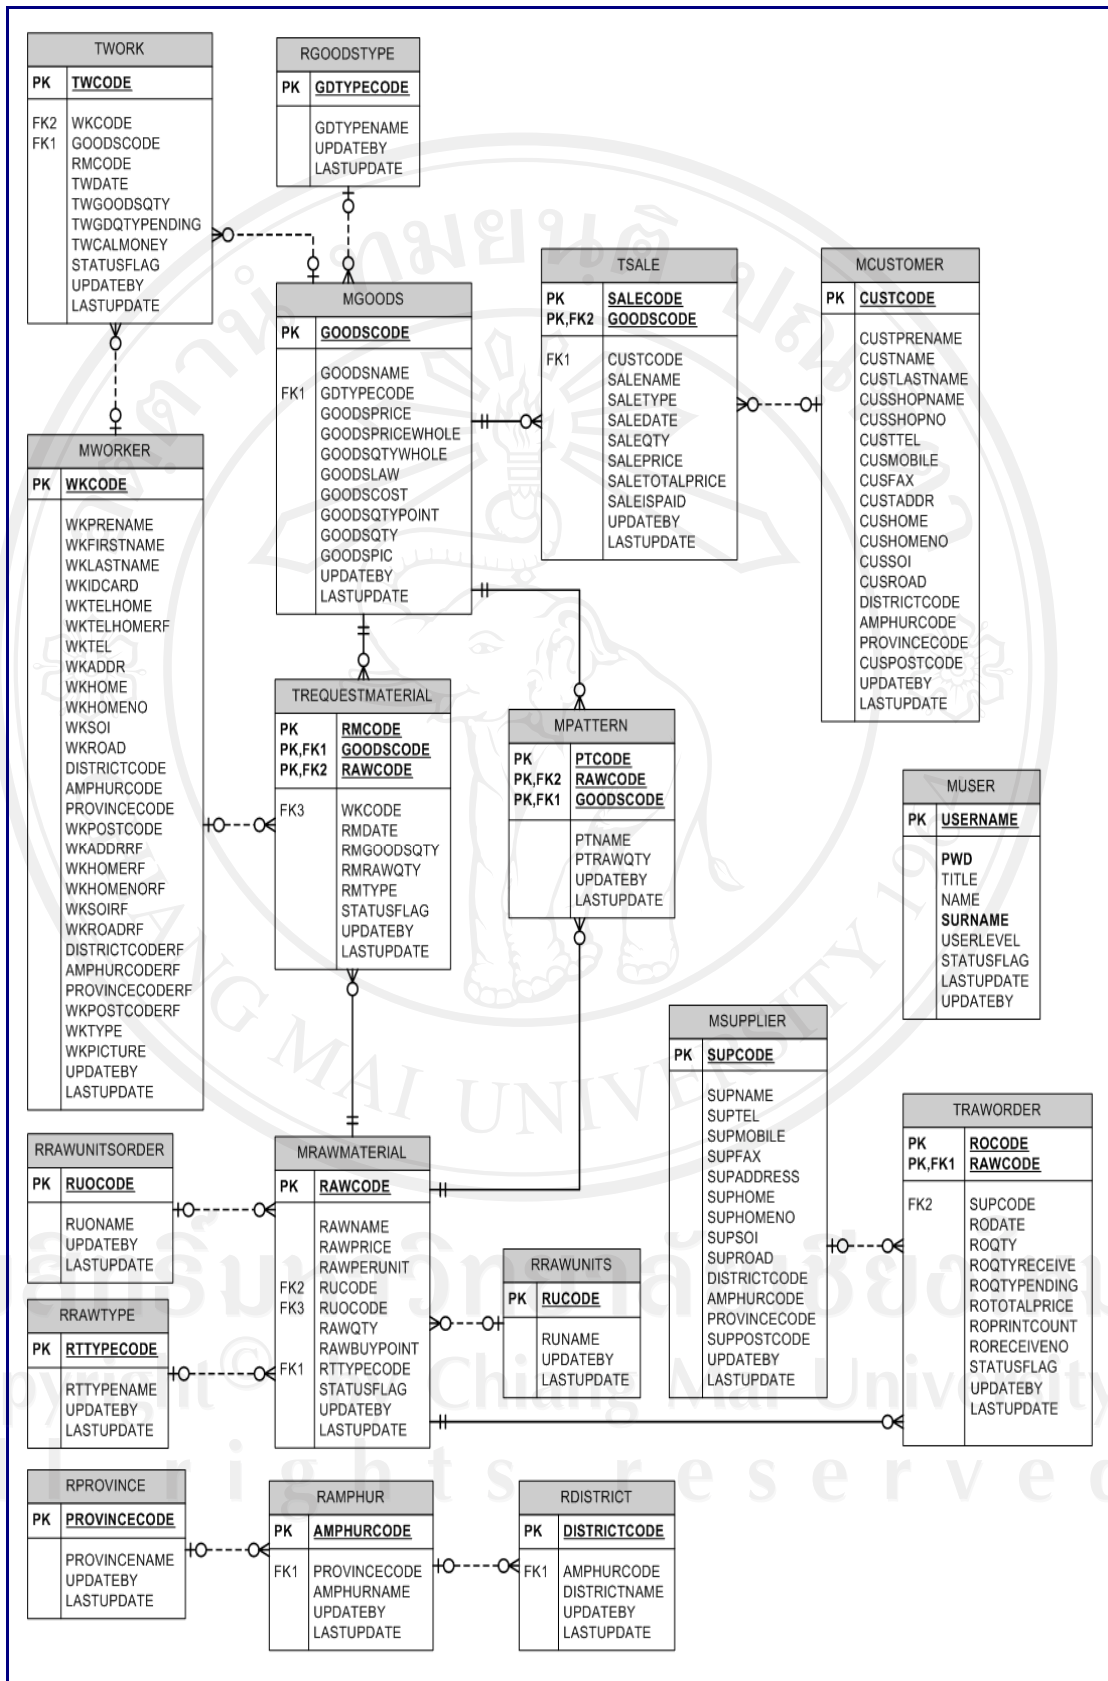 TWORK
PK TWCODE
FK2 WKCODE
FK1 GOODSCODE
RMCODE
TWDATE
TWGOODSQTY
TWGDQTYPENDING
TWCALMONEY
STATUSFLAG
UPDATEBY
LASTUPDATE
RGOODSTYPE
PK GDTYPECODE
GDTYPENAME
UPDATEBY
LASTUPDATE
MGOODS
PK GOODSCODE
GOODSNAME
FK1 GDTYPECODE
GOODSPRICE
GOODSPRICEWHOLE
GOODSQTYWHOLE
GOODSLAW
GOODSCOST
GOODSQTYPOINT
GOODSQTY
GOODSPIC
UPDATEBY
LASTUPDATE
TSALE
PK SALECODE
PK,FK2 GOODSCODE
FK1 CUSTCODE
SALENAME
SALETYPE
SALEDATE
SALEQTY
SALEPRICE
SALETOTALPRICE
SALEISPAID
UPDATEBY
LASTUPDATE
MCUSTOMER
PK CUSTCODE
CUSTPRENAME
CUSTNAME
CUSTLASTNAME
CUSSHOPNAME
CUSSHOPNO
CUSTTEL
CUSMOBILE
CUSFAX
CUSTADDR
CUSHOME
CUSHOMENO
CUSSOI
CUSROAD
DISTRICTCODE
AMPHURCODE
PROVINCECODE
CUSPOSTCODE
UPDATEBY
LASTUPDATE
MWORKER
PK WKCODE
WKPRENAME
WKFIRSTNAME
WKLASTNAME
WKIDCARD
WKTELHOME
WKTELHOMERF
WKTEL
WKADDR
WKHOME
WKHOMENO
WKSOI
WKROAD
DISTRICTCODE
AMPHURCODE
PROVINCECODE
WKPOSTCODE
WKADDRRF
WKHOMERF
WKHOMENORF
WKSOIRF
WKROADRF
DISTRICTCODERF
AMPHURCODERF
PROVINCECODERF
WKPOSTCODERF
WKTYPE
WKPICTURE
UPDATEBY
LASTUPDATE
TREQUESTMATERIAL
PK RMCODE
PK,FK1 GOODSCODE
PK,FK2 RAWCODE
FK3 WKCODE
RMDATE
RMGOODSQTY
RMRAWQTY
RMTYPE
STATUSFLAG
UPDATEBY
LASTUPDATE
MPATTERN
PK PTCODE
PK,FK2 RAWCODE
PK,FK1 GOODSCODE
PTNAME
PTRAWQTY
UPDATEBY
LASTUPDATE
MUSER
PK USERNAME
PWD
TITLE
NAME
SURNAME
USERLEVEL
STATUSFLAG
LASTUPDATE
UPDATEBY
MSUPPLIER
PK SUPCODE
SUPNAME
SUPTEL
SUPMOBILE
SUPFAX
SUPADDRESS
SUPHOME
SUPHOMENO
SUPSOI
SUPROAD
DISTRICTCODE
AMPHURCODE
PROVINCECODE
SUPPOSTCODE
UPDATEBY
LASTUPDATE
TRAWORDER
PK ROCODE
PK,FK1 RAWCODE
FK2 SUPCODE
RODATE
ROQTY
ROQTYRECEIVE
ROQTYPENDING
ROTOTALPRICE
ROPRINTCOUNT
RORECEIVENO
STATUSFLAG
UPDATEBY
LASTUPDATE
RRAWUNITSORDER
PK RUOCODE
RUONAME
UPDATEBY
LASTUPDATE
MRAWMATERIAL
PK RAWCODE
RAWNAME
RAWPRICE
RAWPERUNIT
FK2 RUCODE
FK3 RUOCODE
RAWQTY
RAWBUYPOINT
FK1 RTTYPECODE
STATUSFLAG
UPDATEBY
LASTUPDATE
RRAWUNITS
PK RUCODE
RUNAME
UPDATEBY
LASTUPDATE
RRAWTYPE
PK RTTYPECODE
RTTYPENAME
UPDATEBY
LASTUPDATE
RPROVINCE
PK PROVINCECODE
PROVINCENAME
UPDATEBY
LASTUPDATE
RAMPHUR
PK AMPHURCODE
FK1 PROVINCECODE
AMPHURNAME
UPDATEBY
LASTUPDATE
RDISTRICT
PK DISTRICTCODE
FK1 AMPHURCODE
DISTRICTNAME
UPDATEBY
LASTUPDATE
MAI UNIVERSITY 1964
Chiang Mai University
rights reserved